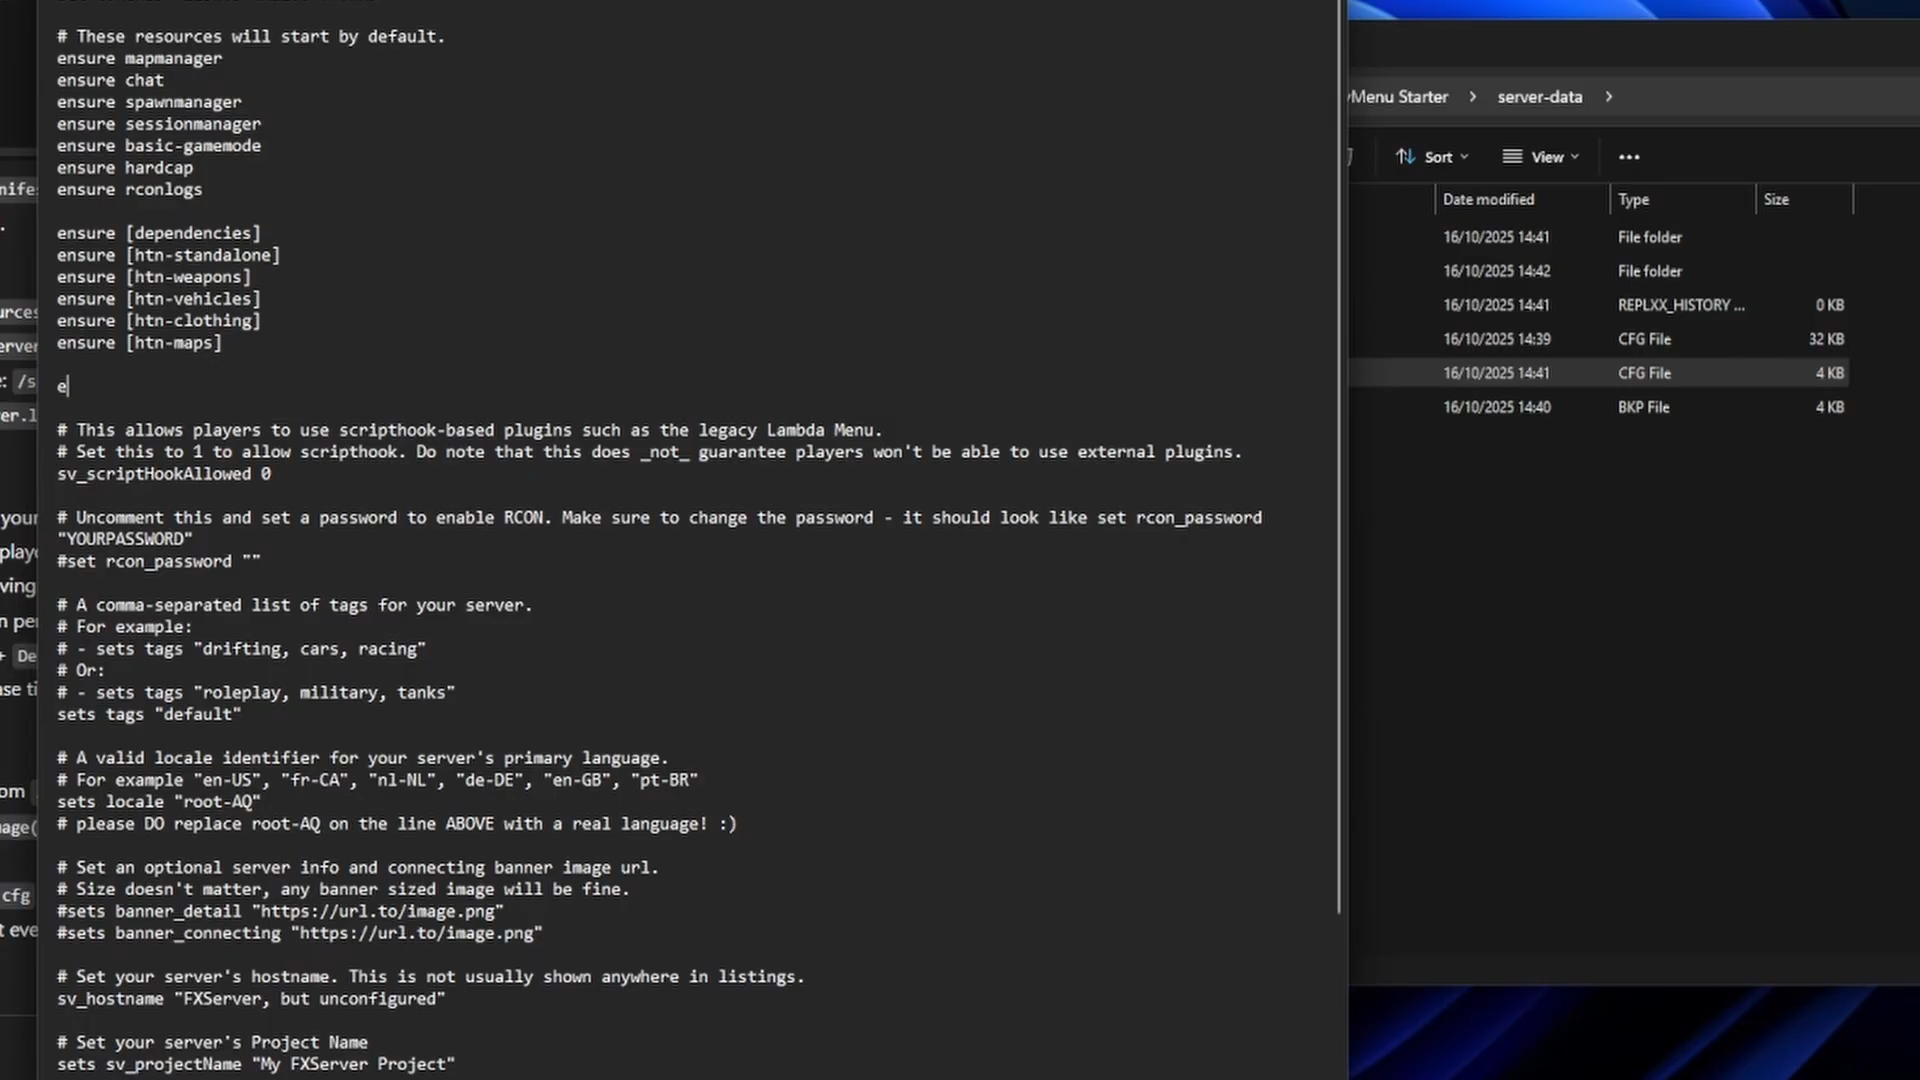 # These resources will start by default.
ensure mapmanager
ensure chat
ensure spawnmanager
ensure sessionmanager
ensure basic-gamemode
ensure hardcap
ensure rconlogs
ensure [dependencies]
ensure [htn-standalone]
ensure [htn-weapons]
ensure [htn-vehicles]
ensure [htn-clothing]
ensure [htn-maps]
e
# This allows players to use scripthook-based plugins such as the legacy Lambda Menu.
# Set this to 1 to allow scripthook. Do note that this does _not_ guarantee players won't be able to use external plugins.
sv_scriptHookAllowed 0
# Uncomment this and set a password to enable RCON. Make sure to change the password - it should look like set rcon_password
"YOURPASSWORD"
#set rcon_password ""
# A comma-separated list of tags for your server.
# For example:
# - sets tags "drifting, cars, racing"
# Or:
# - sets tags "roleplay, military, tanks"
sets tags "default"
# A valid locale identifier for your server's primary language.
# For example "en-US", "fr-CA", "nl-NL", "de-DE", "en-GB", "pt-BR"
sets locale "root-AQ"
# please DO replace root-AQ on the line ABOVE with a real language! :)
# Set an optional server info and connecting banner image url.
# Size doesn't matter, any banner sized image will be fine.
#sets banner_detail "https://url.to/image.png"
#sets banner_connecting "https://url.to/image.png"
# Set your server's hostname. This is not usually shown anywhere in listings.
sv_hostname "FXServer, but unconfigured"
# Set your server's Project Name
sets sv_projectName "My FXServer Project"
Menu Starter > server-data >
Sort View ...
Date modified Type Size
16/10/2025 14:41 File folder
16/10/2025 14:42 File folder
16/10/2025 14:41 REPLXX_HISTORY ... 0 KB
16/10/2025 14:39 CFG File 32 KB
16/10/2025 14:41 CFG File 4 KB
16/10/2025 14:40 BKP File 4 KB